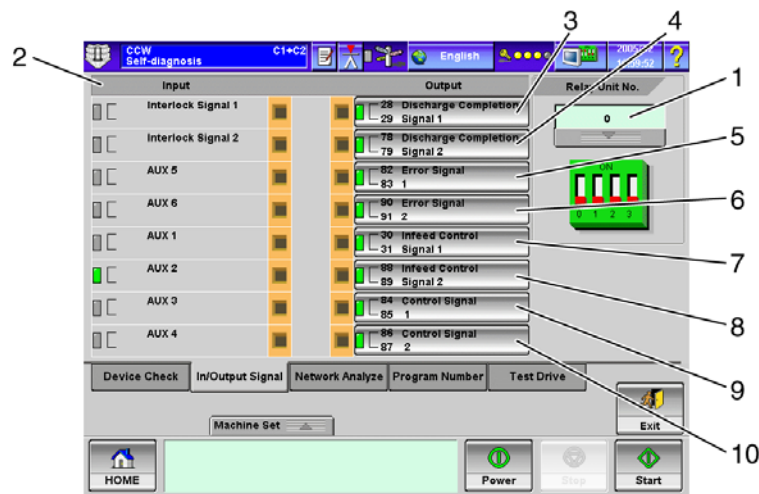 3
4
2
CCW C1+C2
Self-diagnosis
English
?
Input Output Relay Unit No.
1
Interlock Signal 1
28 Discharge Completion
29 Signal 1
0
Interlock Signal 2
78 Discharge Completion
79 Signal 2
5
AUX 5
82 Error Signal
83 1
ON
AUX 6
90 Error Signal
91 2
6
0 1 2 3
AUX 1
30 Infeed Control
31 Signal 1
7
AUX 2
88 Infeed Control
89 Signal 2
8
AUX 3
84 Control Signal
85 1
AUX 4
86 Control Signal
87 2
9
Device Check In/Output Signal Network Analyze Program Number Test Drive
Machine Set
Exit
10
HOME Power Stop Start